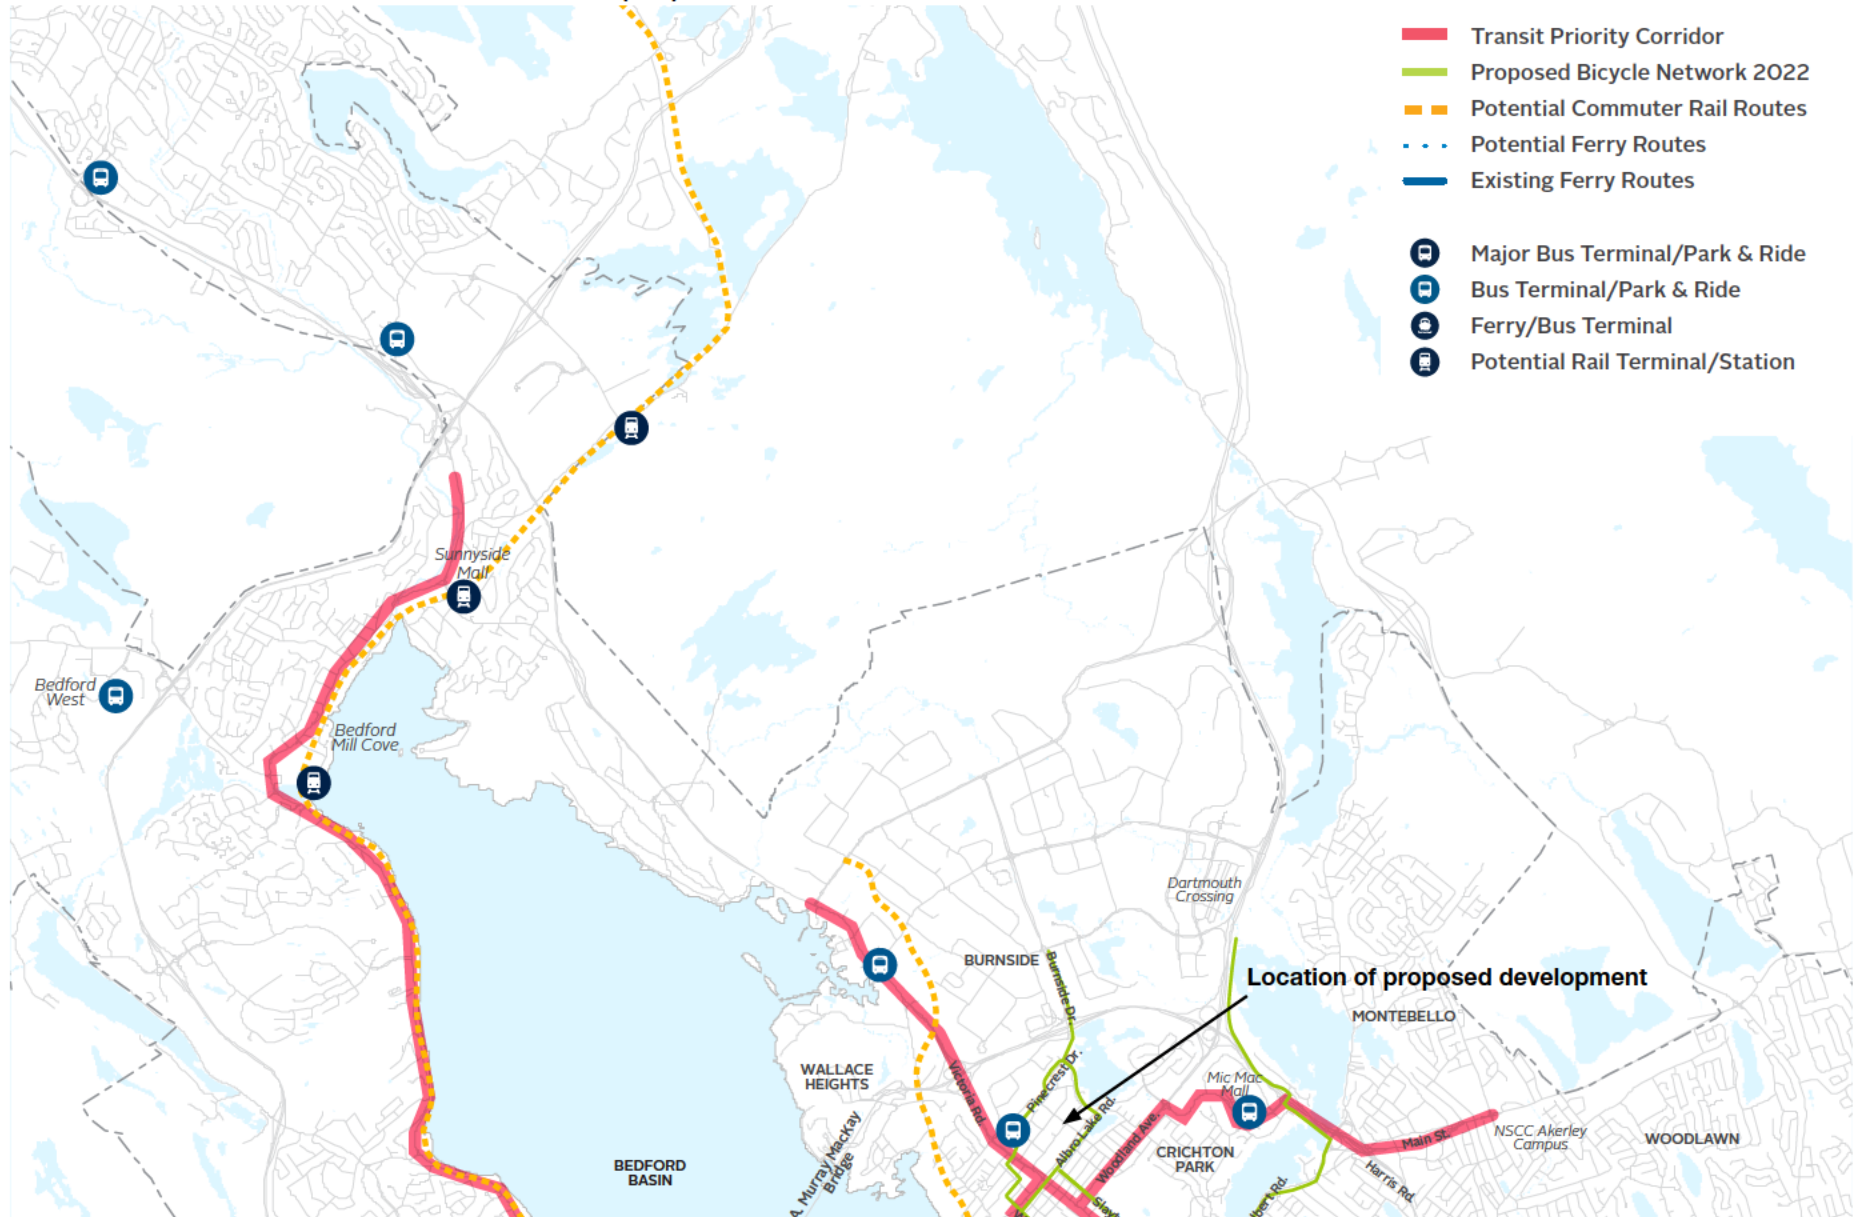 Transit Priority Corridor
Proposed Bicycle Network 2022
Potential Commuter Rail Routes
Potential Ferry Routes
Existing Ferry Routes
Major Bus Terminal/Park & Ride
Bus Terminal/Park & Ride
Ferry/Bus Terminal
Potential Rail Terminal/Station
Sunnyside
Mall
Bedford
West
Bedford
Mill Cove
Dartmouth
Crossing
BURNSIDE
Burnside Dr.
Location of proposed development
MONTEBELLO
WALLACE
HEIGHTS
Victoria Rd.
Pinecrest Dr.
Mic Mac
Mall
Albro Lake Rd.
Woodland Ave.
CRICHTON
PARK
Main St.
NSCC Akerley
Campus
WOODLAWN
Harris Rd.
A. Murray MacKay
Bridge
BEDFORD
BASIN